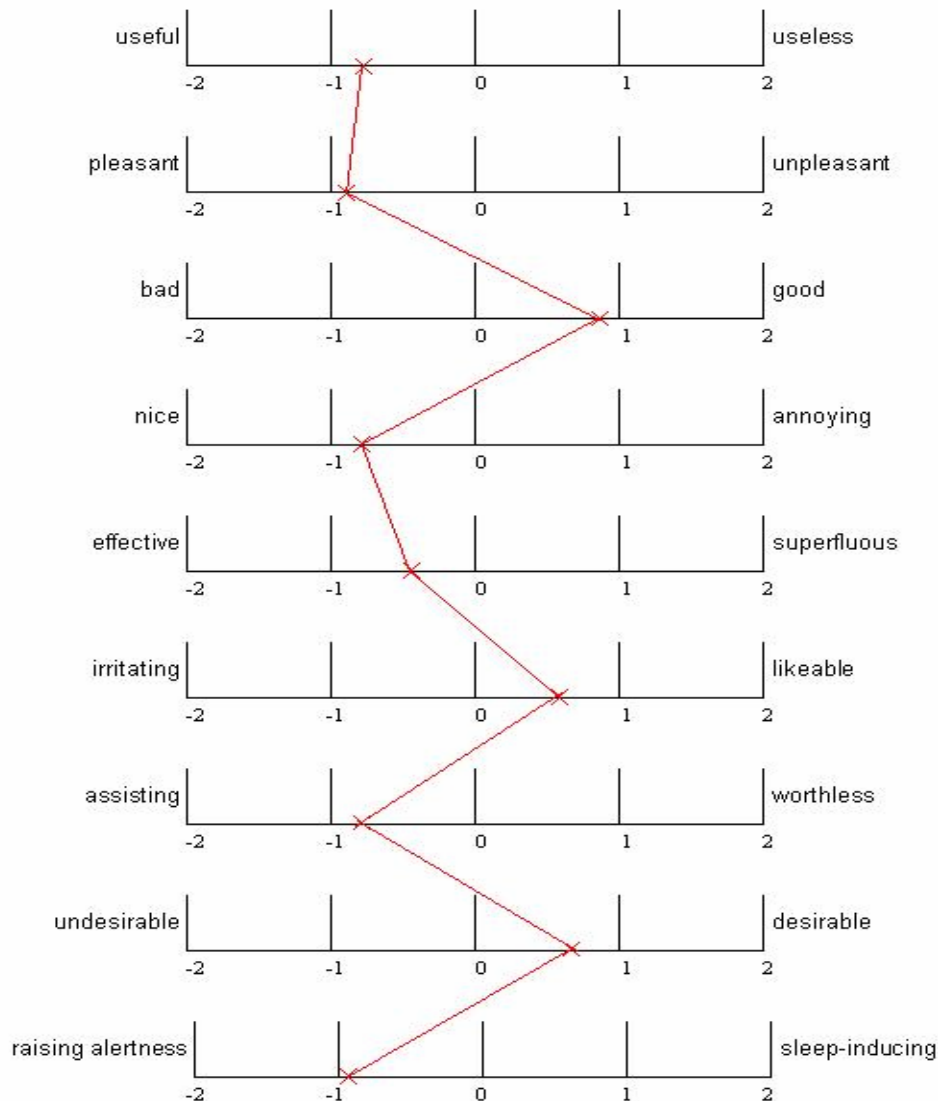 useful useless
-2 -1 0 1 2
pleasant unpleasant
-2 -1 0 1 2
bad good
-2 -1 0 1 2
nice annoying
-2 -1 0 1 2
effective superfluous
-2 -1 0 1 2
irritating likeable
-2 -1 0 1 2
assisting worthless
-2 -1 0 1 2
undesirable desirable
-2 -1 0 1 2
raising alertness sleep-inducing
-2 -1 0 1 2